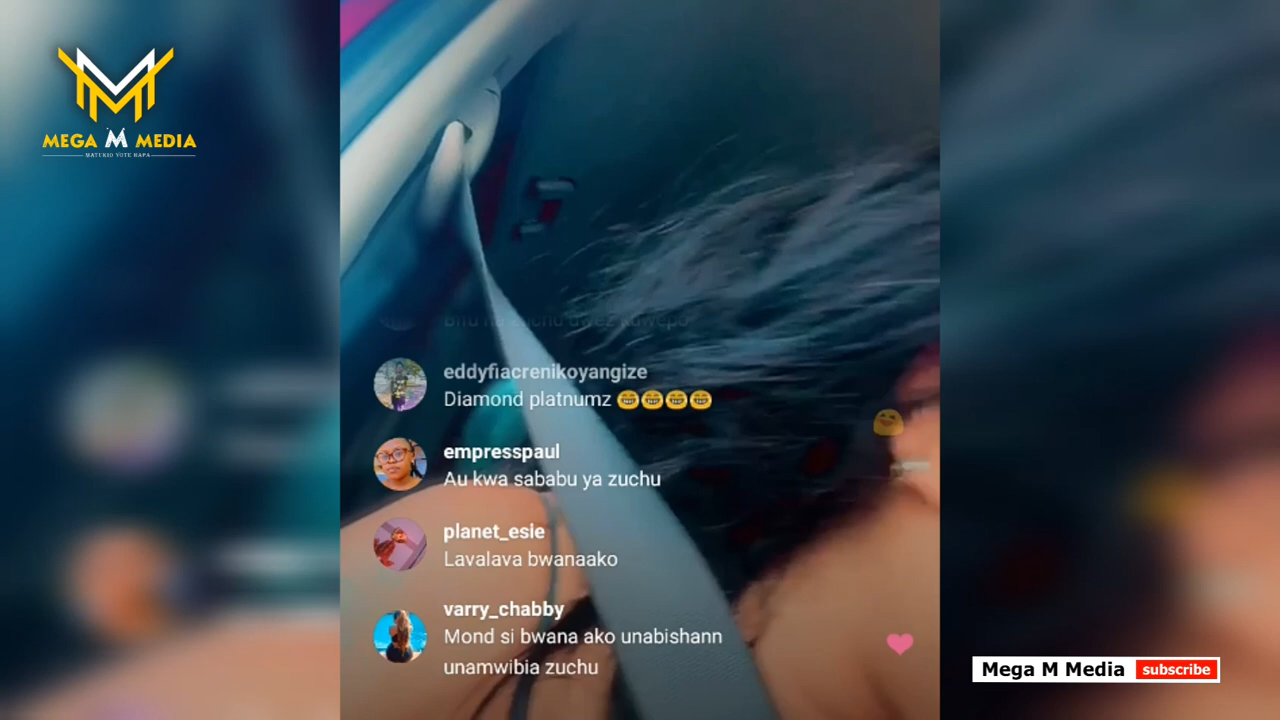 MEGA M MEDIA
eddyfiacrenikoyangize
Diamond platnumz 😂😂😂😂
empresspaul
Au kwa sababu ya zuchu
planet_esie
Lavalava bwanaako
varry_chabby
Mond si bwana ako unabishann
unamwibia zuchu
Mega M Media subscribe